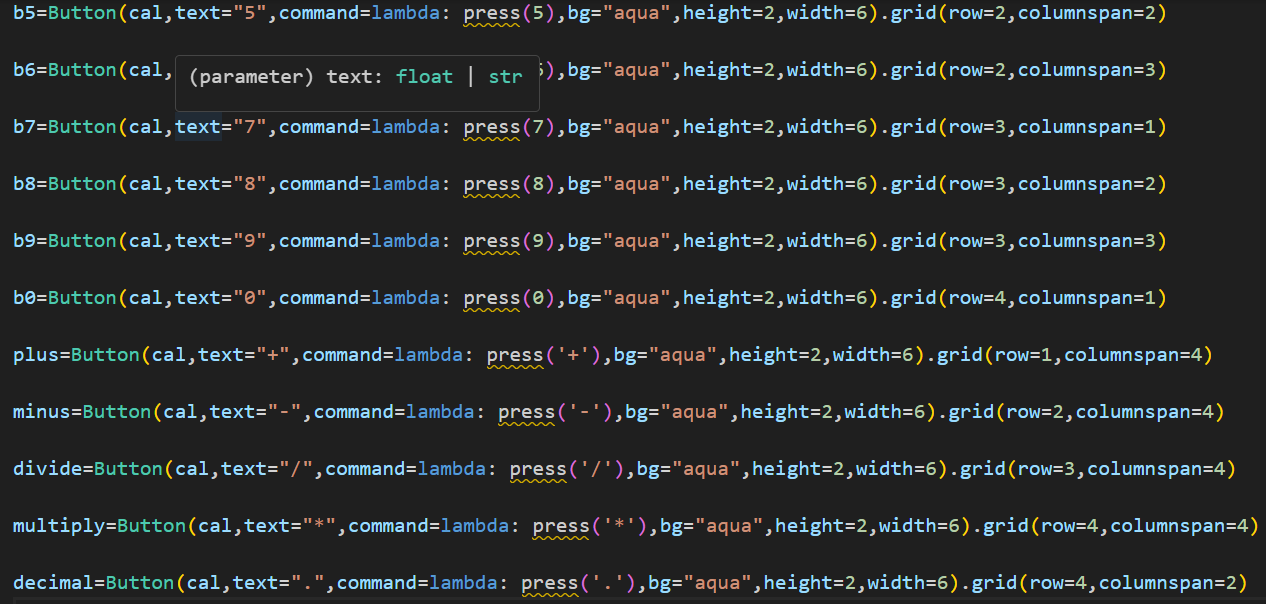 b5=Button(cal,text="5",command=lambda: press(5),bg="aqua",height=2,width=6).grid(row=2,columnspan=2)
b6=Button(cal, ),bg="aqua",height=2,width=6).grid(row=2,columnspan=3)
(parameter) text: float | str
b7=Button(cal,text="7",command=lambda: press(7),bg="aqua",height=2,width=6).grid(row=3,columnspan=1)
b8=Button(cal,text="8",command=lambda: press(8),bg="aqua",height=2,width=6).grid(row=3,columnspan=2)
b9=Button(cal,text="9",command=lambda: press(9),bg="aqua",height=2,width=6).grid(row=3,columnspan=3)
b0=Button(cal,text="0",command=lambda: press(0),bg="aqua",height=2,width=6).grid(row=4,columnspan=1)
plus=Button(cal,text="+",command=lambda: press('+'),bg="aqua",height=2,width=6).grid(row=1,columnspan=4)
minus=Button(cal,text="-",command=lambda: press('-'),bg="aqua",height=2,width=6).grid(row=2,columnspan=4)
divide=Button(cal,text="/",command=lambda: press('/'),bg="aqua",height=2,width=6).grid(row=3,columnspan=4)
multiply=Button(cal,text="*",command=lambda: press('*'),bg="aqua",height=2,width=6).grid(row=4,columnspan=4)
decimal=Button(cal,text=".",command=lambda: press('.'),bg="aqua",height=2,width=6).grid(row=4,columnspan=2)